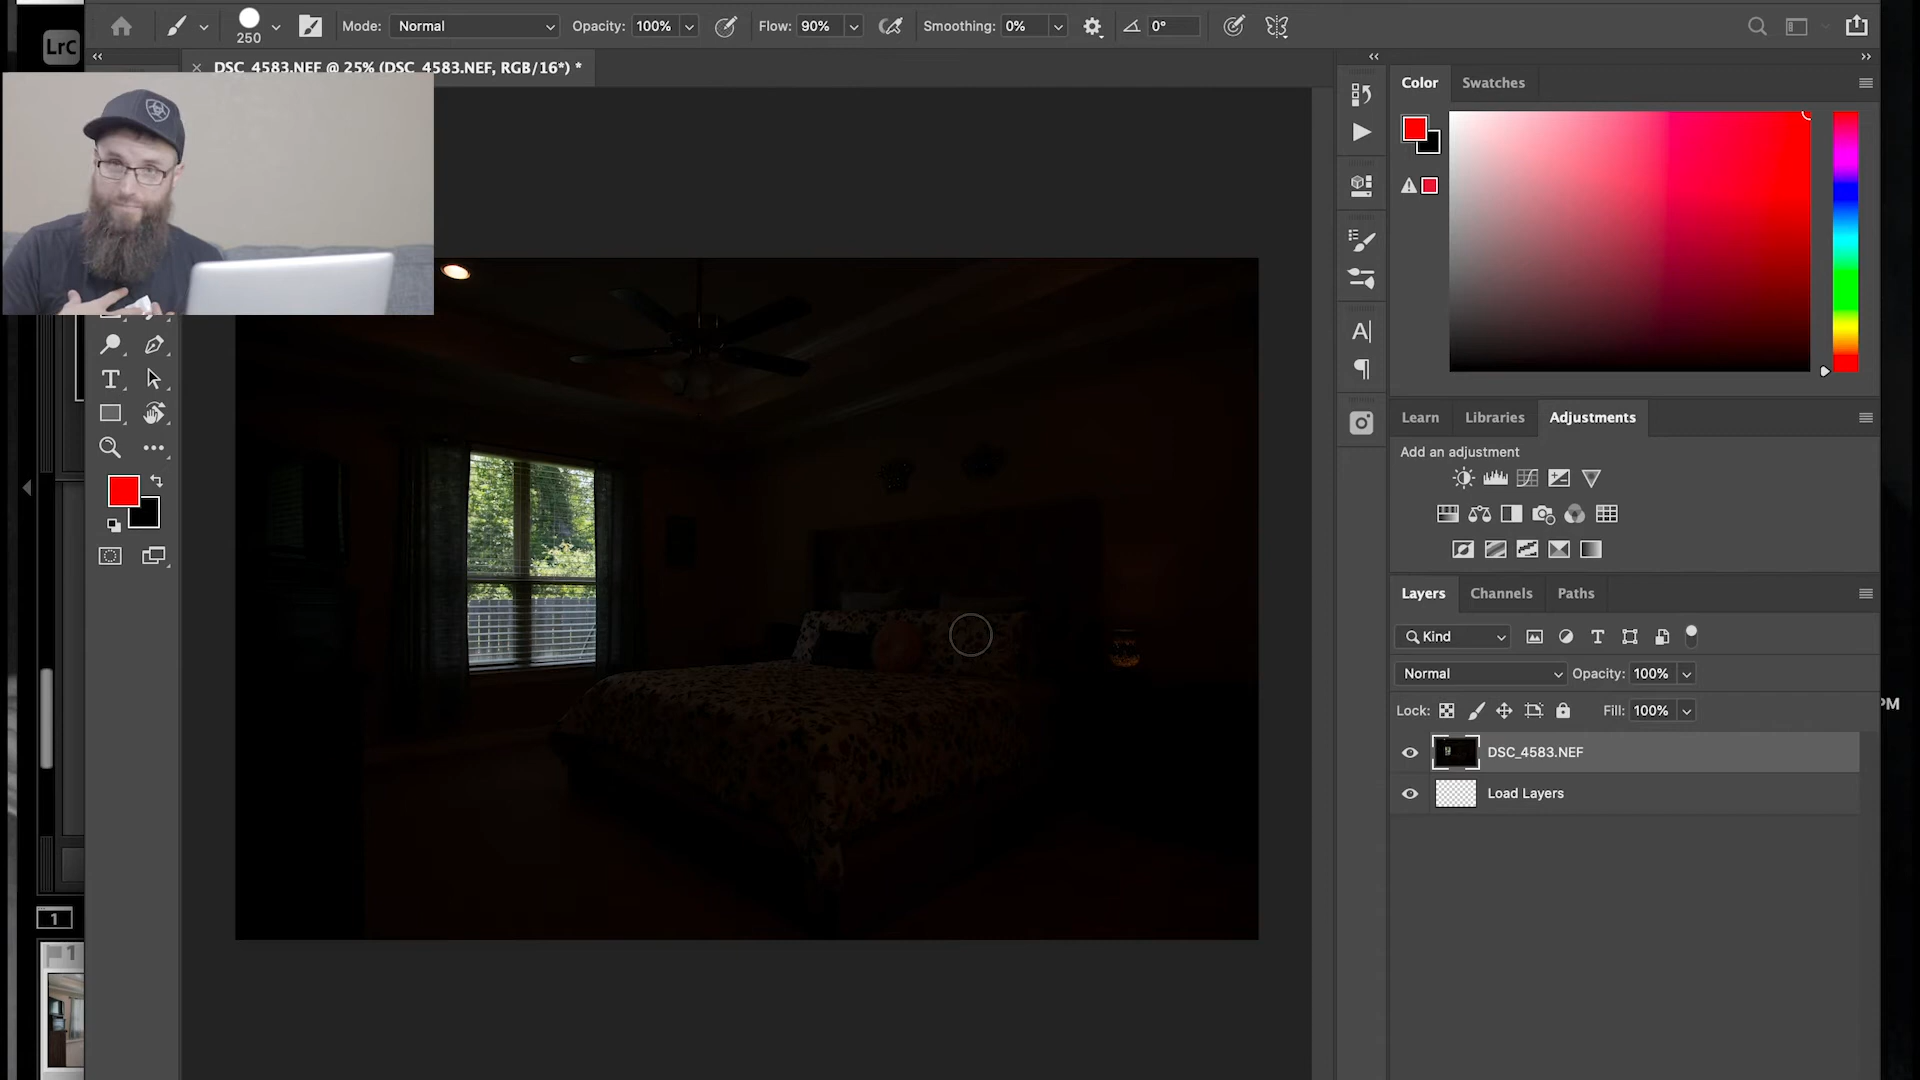 250
Mode: Normal
Opacity: 100%
Flow: 90%
Smoothing: 0%
0°
LrC
DSC_4583.NEF @ 25% (DSC_4583.NEF, RGB/16*) *
Color
Swatches
Learn
Libraries
Adjustments
Add an adjustment
Layers
Channels
Paths
Kind
Normal
Opacity: 100%
Lock:
Fill: 100%
PM
DSC_4583.NEF
Load Layers
1
1